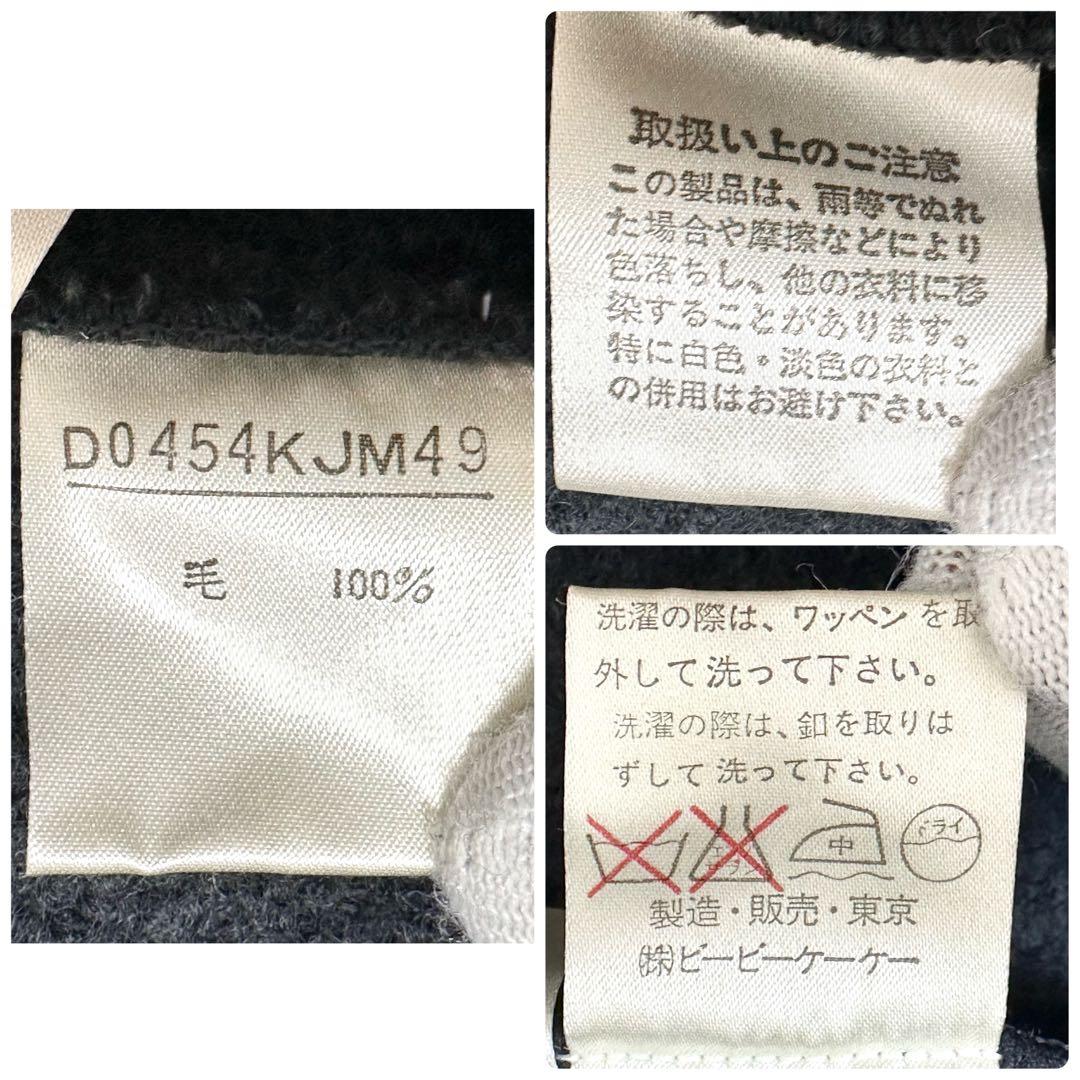 D0454KJM49
毛 100%
取扱い上のご注意
この製品は、雨等でぬれ
た場合や摩擦などにより
色落ちし、他の衣料に移
染することがあります。
特に白色・淡色の衣料と
の併用はお避け下さい。
洗濯の際は、ワッペン を取
外して 洗って下さい。
洗濯の際は、釦を取りは
ずして 洗って下さい。
エンソ サラシ 中 ドライ
製造・販売・東京
㈱ビービーケーケー